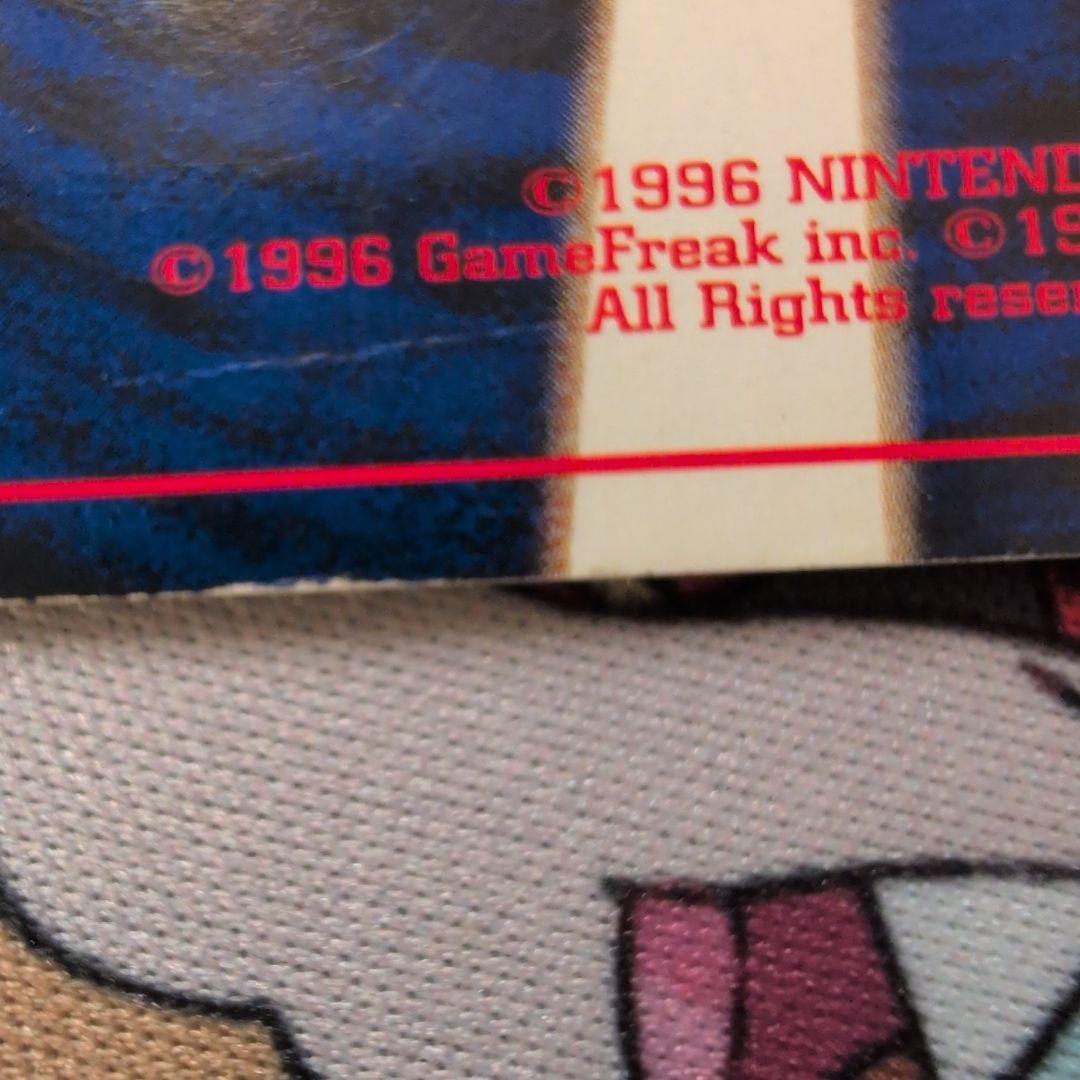 ©1996 NINTEND
©1996 GameFreak inc. ©19
All Rights reser